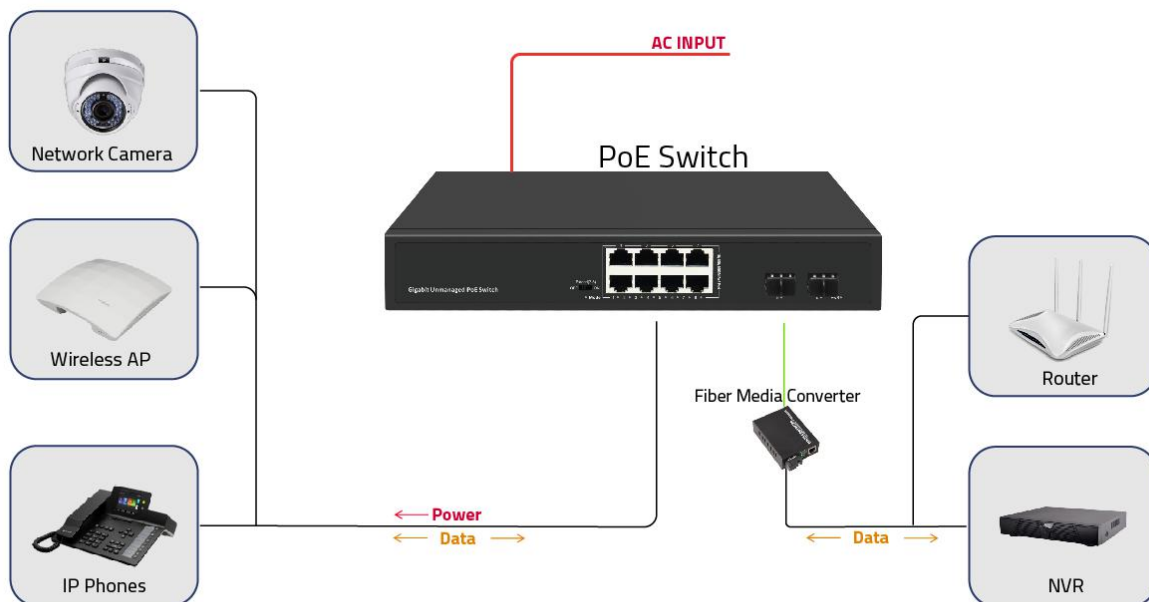 AC INPUT
PoE Switch
Network Camera
Gigabit Unmanaged PoE Switch
Wireless AP
Router
Fiber Media Converter
Power
Data
Data
IP Phones
NVR